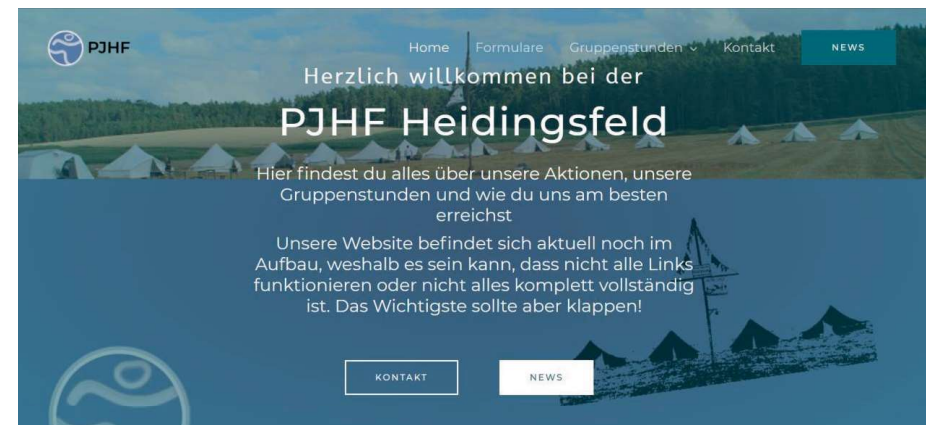 PJHF
Home Formulare Gruppenstunden Kontakt NEWS
Herzlich willkommen bei der
PJHF Heidingsfeld
Hier findest du alles über unsere Aktionen, unsere
Gruppenstunden und wie du uns am besten
erreichst
Unsere Website befindet sich aktuell noch im
Aufbau, weshalb es sein kann, dass nicht alle Links
funktionieren oder nicht alles komplett vollständig
ist. Das Wichtigste sollte aber klappen!
KONTAKT NEWS